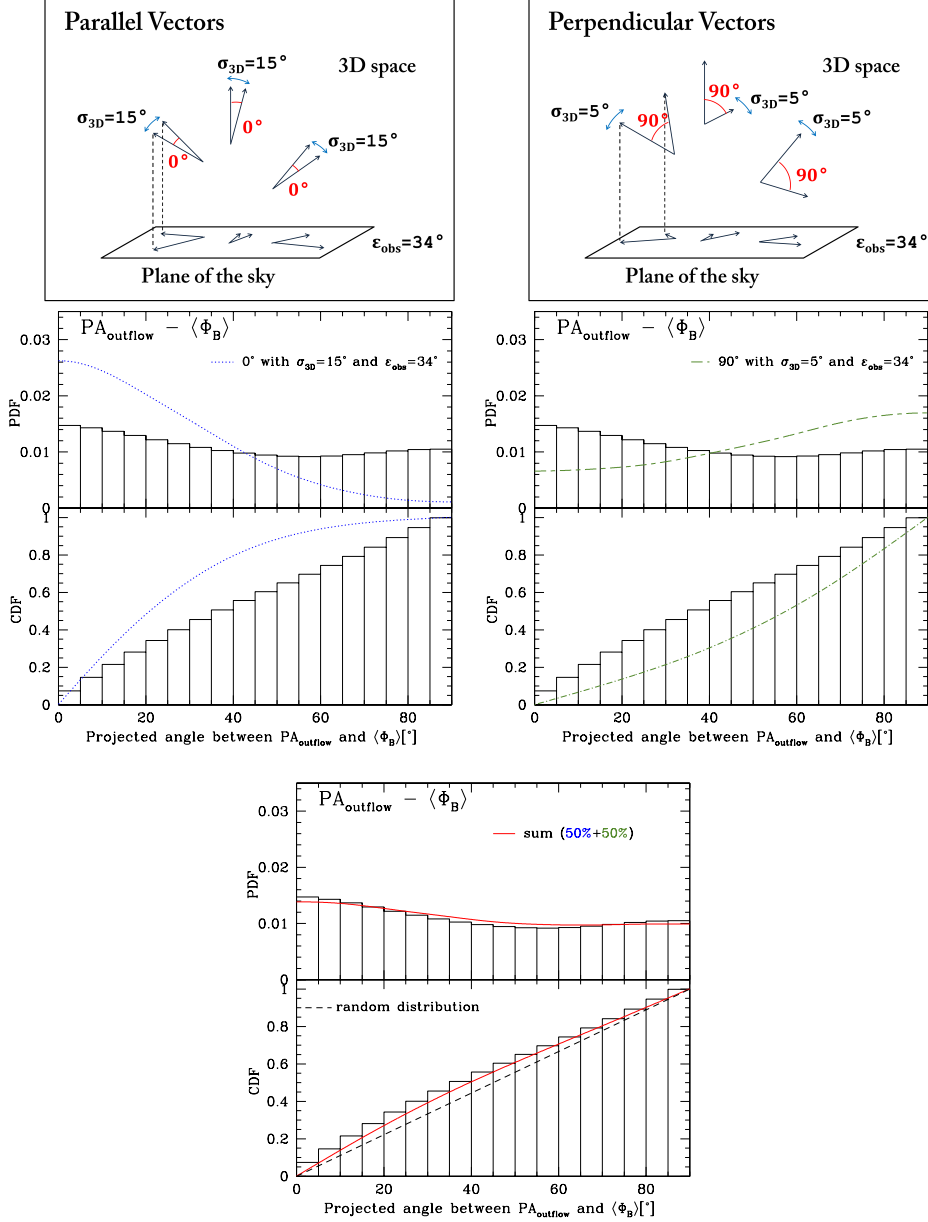 Parallel Vectors
σ3D=15°
3D space
σ3D=15°
0°
σ3D=15°
0°
0°
εobs=34°
Plane of the sky
Perpendicular Vectors
3D space
90°
σ3D=5°
σ3D=5°
90°
σ3D=5°
90°
εobs=34°
Plane of the sky
PAoutflow − ⟨ΦB⟩
0° with σ3D=15° and εobs=34°
0.03
0.02
0.01
0
PDF
1
0.8
0.6
0.4
0.2
0
CDF
0 20 40 60 80
Projected angle between PAoutflow and ⟨ΦB⟩[°]
PAoutflow − ⟨ΦB⟩
90° with σ3D=5° and εobs=34°
0.03
0.02
0.01
0
PDF
1
0.8
0.6
0.4
0.2
0
CDF
0 20 40 60 80
Projected angle between PAoutflow and ⟨ΦB⟩[°]
PAoutflow − ⟨ΦB⟩
sum (50%+50%)
0.03
0.02
0.01
0
PDF
random distribution
1
0.8
0.6
0.4
0.2
0
CDF
0 20 40 60 80
Projected angle between PAoutflow and ⟨ΦB⟩[°]